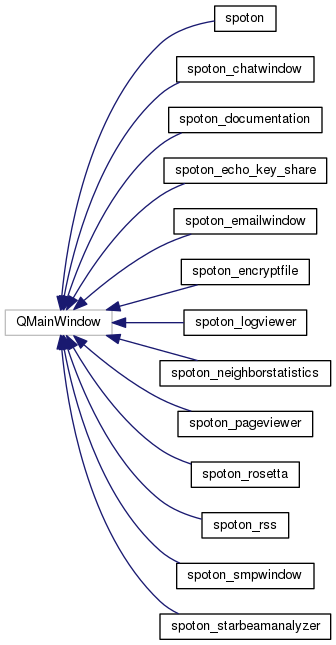 spoton
spoton_chatwindow
spoton_documentation
spoton_echo_key_share
spoton_emailwindow
spoton_encryptfile
QMainWindow
spoton_logviewer
spoton_neighborstatistics
spoton_pageviewer
spoton_rosetta
spoton_rss
spoton_smpwindow
spoton_starbeamanalyzer